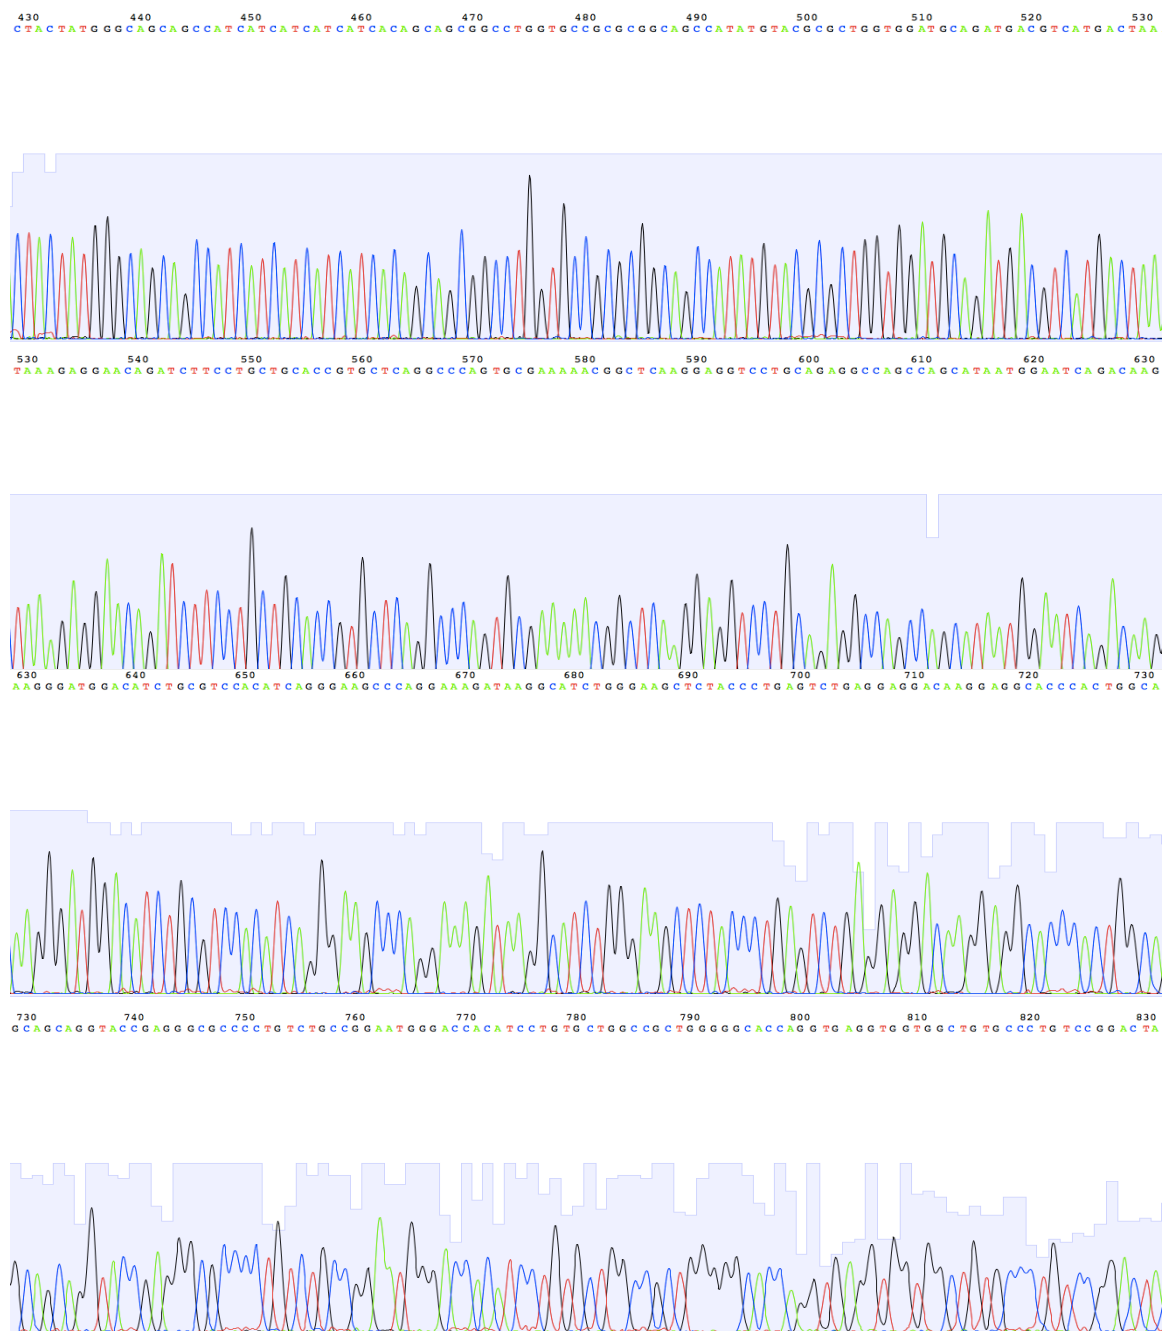 430 440 450 460 470 480 490 500 510 520 530
CTACTATGGGCAGCAGCCATCATCATCATCATCACAGCAGCGGCCTGGTGCCGCGCGGCAGCCATATGTACGCGCTGGTGGATGCAGATGACGTCATGACTAA
530 540 550 560 570 580 590 600 610 620 630
TAAAGAGGAACAGATCTTCCTGCTGCACCGTGCTCAGGCCCAGTGCGAAAAACGGCTCAAGGAGGTCCTGCAGAGGCCAGCCAGCATAATGGAATCAGACAAG
630 640 650 660 670 680 690 700 710 720 730
AAGGGATGGACATCTGCGTCCACATCAGGGAAGCCCAGGAAAGATAAGGCATCTGGGAAGCTCTACCCTGAGTCTGAGGAGGACAAGGAGGCACCCACTGGCA
730 740 750 760 770 780 790 800 810 820 830
GCAGCAGGTACCGAGGGCGCCCCTGTCTGCCGGAATGGGACCACATCCTGTGCTGGCCGCTGGGGGCACCAGGTGAGGTGGTGGCTGTGCCCTGTCCGGACTA